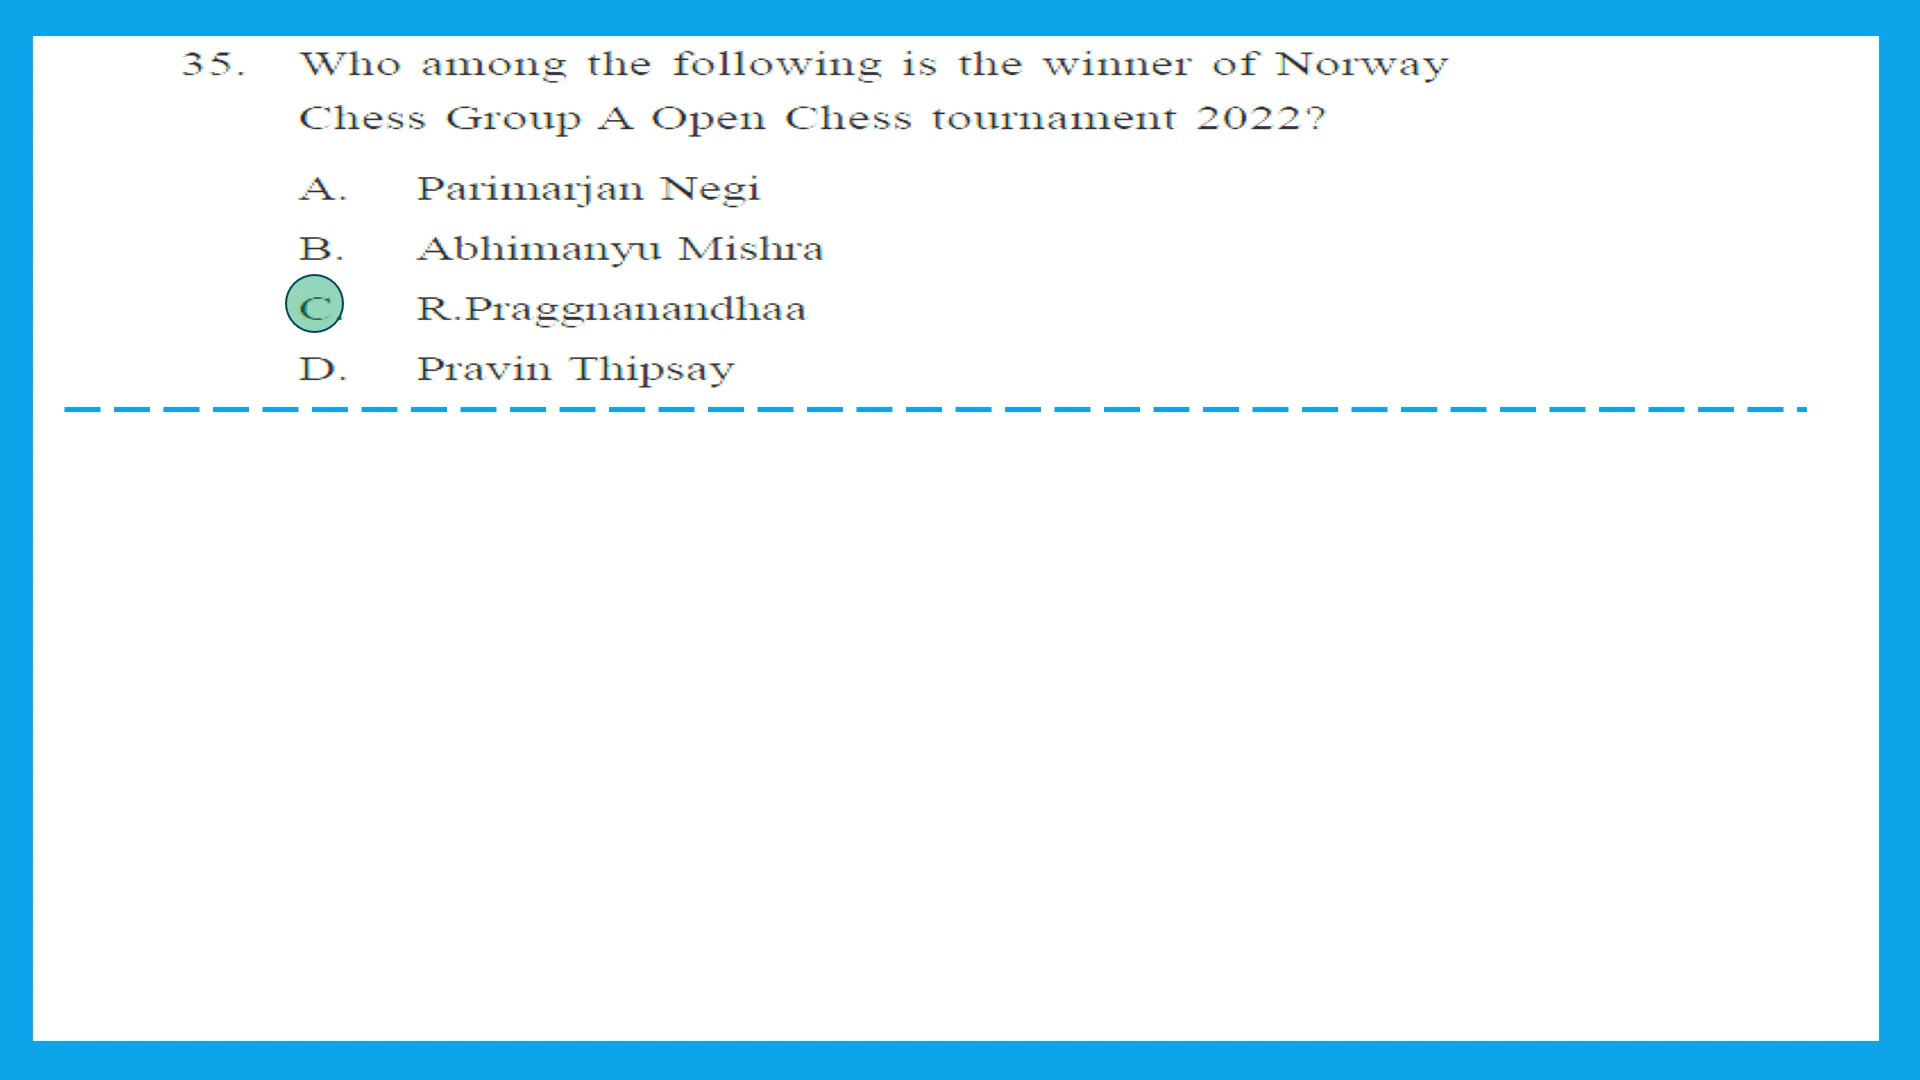 35. Who among the following is the winner of Norway
Chess Group A Open Chess tournament 2022?
A. Parimarjan Negi
B. Abhimanyu Mishra
C. R.Praggnanandhaa
D. Pravin Thipsay